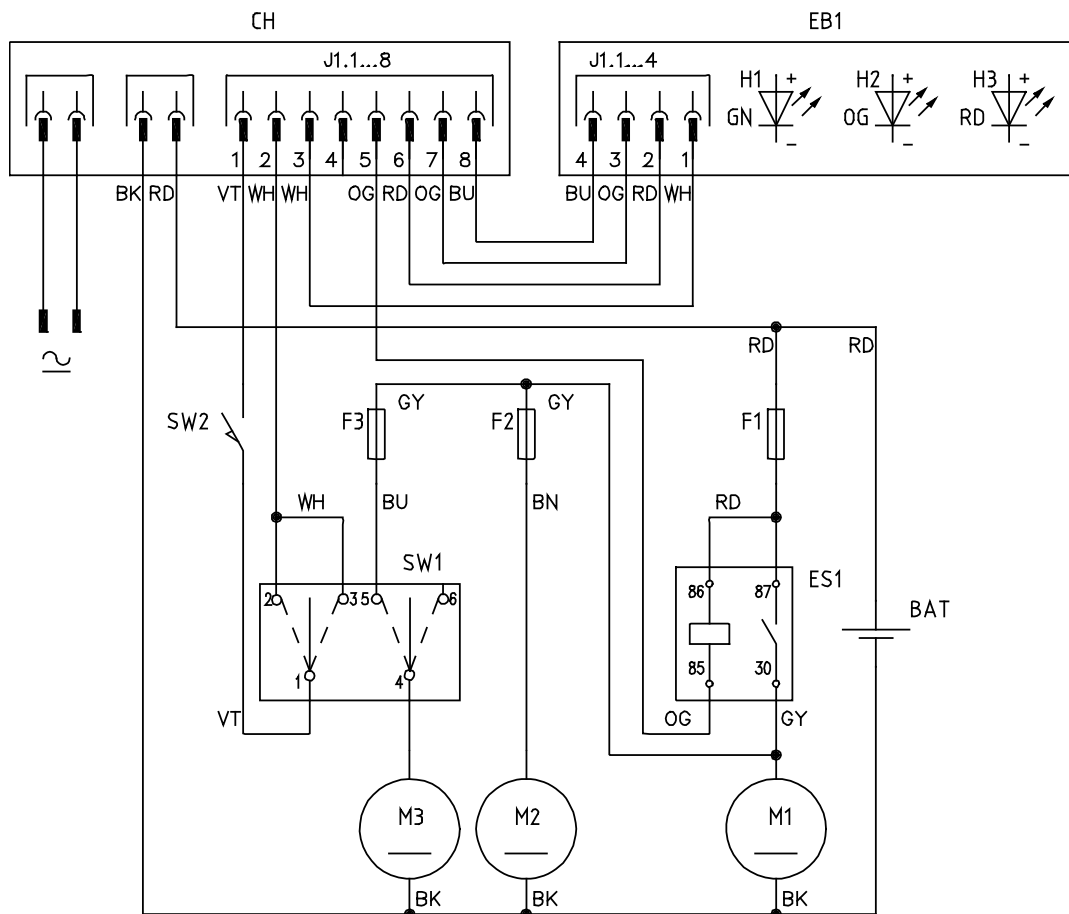 CH EB1
J1.1...8 J1.1...4
H1 + H2 + H3 +
GN OG RD
- - -
1 2 3 4 5 6 7 8 4 3 2 1
BK RD VT WH WH OG RD OG BU BU OG RD WH
RD RD
GY GY
SW2 F3 F2 F1
WH BU BN RD
SW1 ES1
2 3 5 6 86 87
BAT
1 4 85 30
VT OG GY
M3 M2 M1
BK BK BK